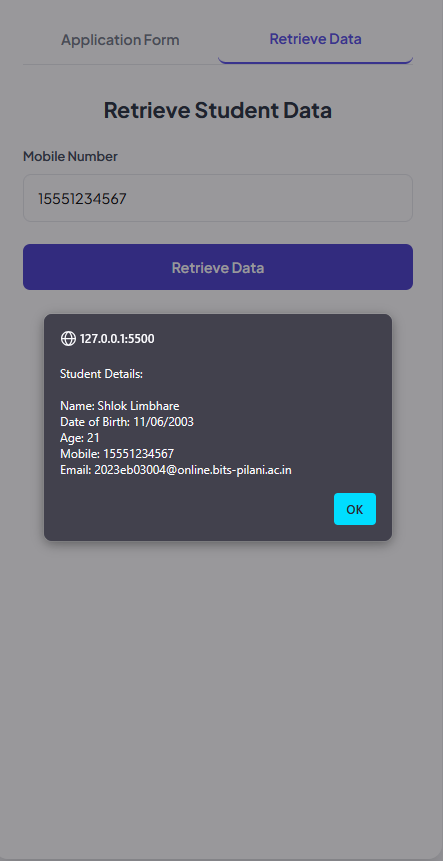 Application Form
Retrieve Data
Retrieve Student Data
Mobile Number
15551234567
Retrieve Data
127.0.0.1:5500
Student Details:
Name: Shlok Limbhare
Date of Birth: 11/06/2003
Age: 21
Mobile: 15551234567
Email: 2023eb03004@online.bits-pilani.ac.in
OK